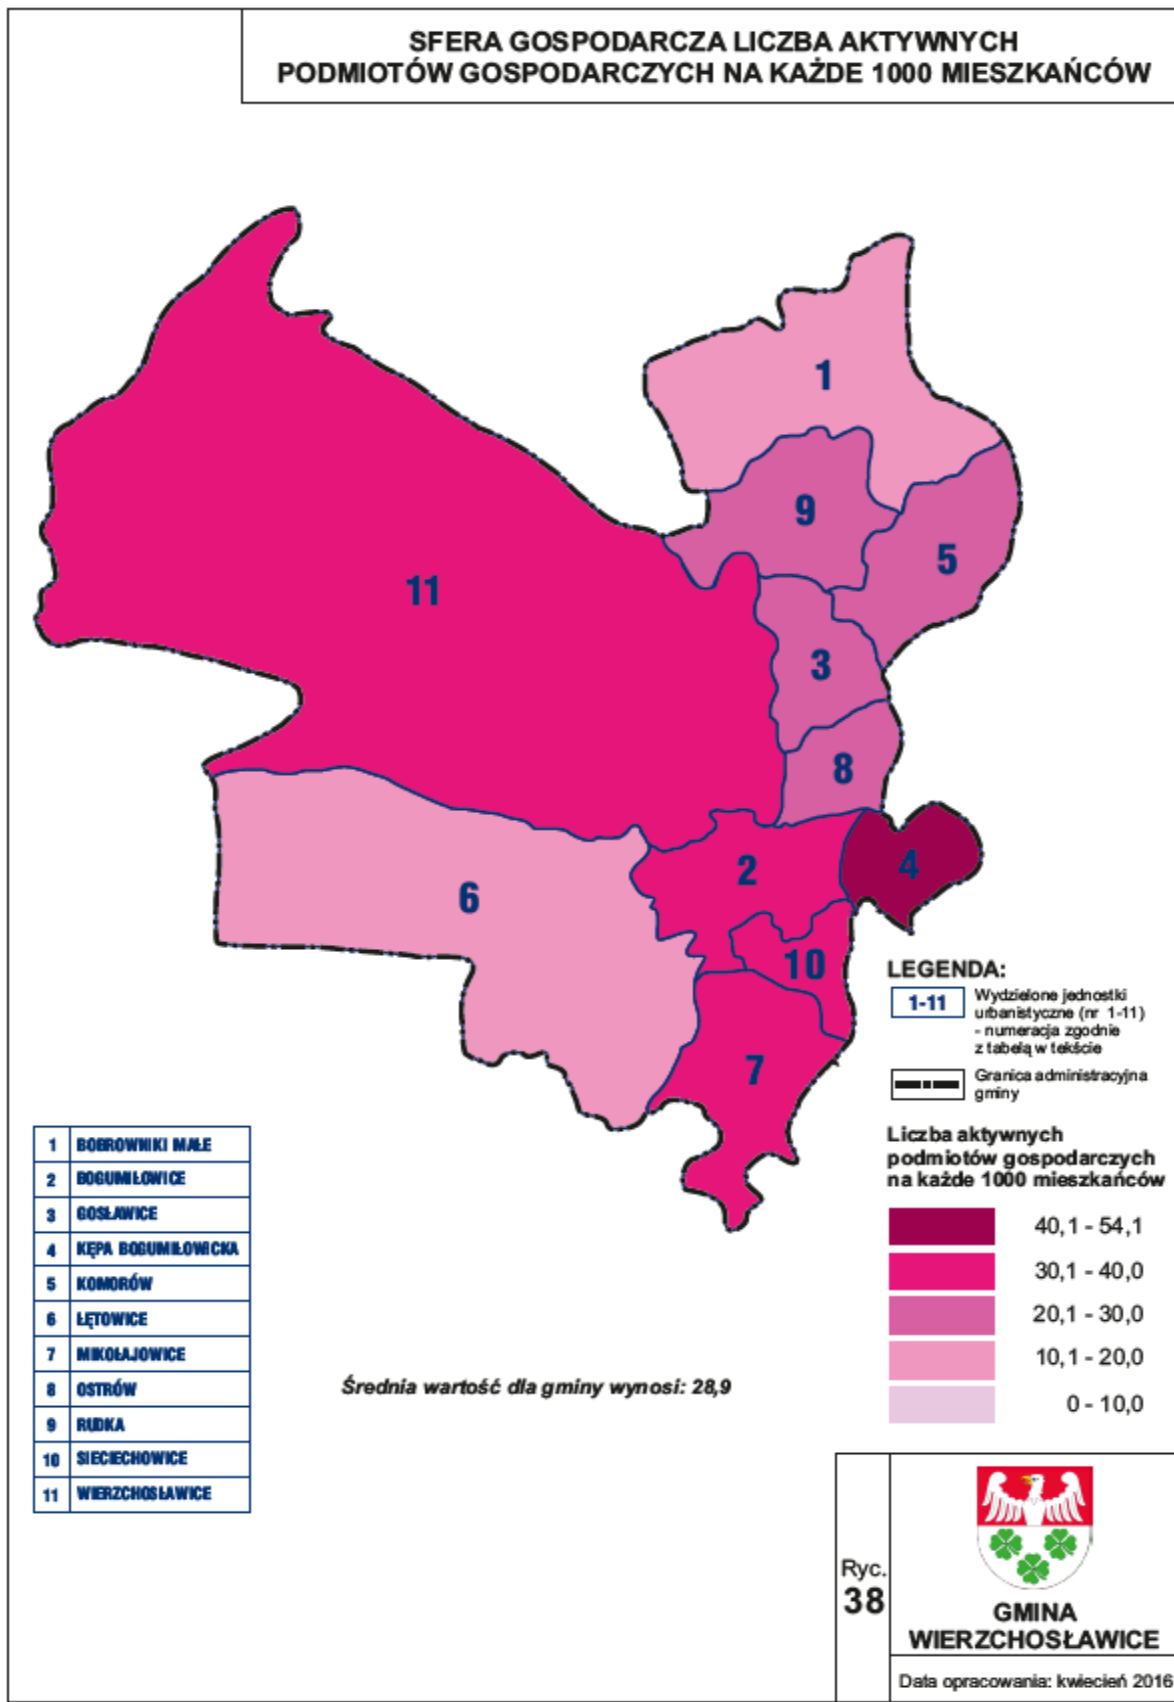 SFERA GOSPODARCZA LICZBA AKTYWNYCH
PODMIOTÓW GOSPODARCZYCH NA KAŻDE 1000 MIESZKAŃCÓW
1
9
5
11
3
8
2
4
6
10
7
LEGENDA:
1-11 Wydzielone jednostki
urbanistyczne (nr 1-11)
- numeracja zgodnie
z tabelą w tekście
Granica administracyjna
gminy
Liczba aktywnych
podmiotów gospodarczych
na każde 1000 mieszkańców
40,1 - 54,1
30,1 - 40,0
20,1 - 30,0
10,1 - 20,0
0 - 10,0
1 BOBROWNIKI MAŁE
2 BOGUMIŁOWICE
3 GOSŁAWICE
4 KĘPA BOGUMIŁOWICKA
5 KOMORÓW
6 ŁĘTOWICE
7 MIKOŁAJOWICE
8 OSTRÓW
9 RUDKA
10 SIECIECHOWICE
11 WIERZCHOSŁAWICE
Średnia wartość dla gminy wynosi: 28,9
Ryc.
38
GMINA
WIERZCHOSŁAWICE
Data opracowania: kwiecień 2016